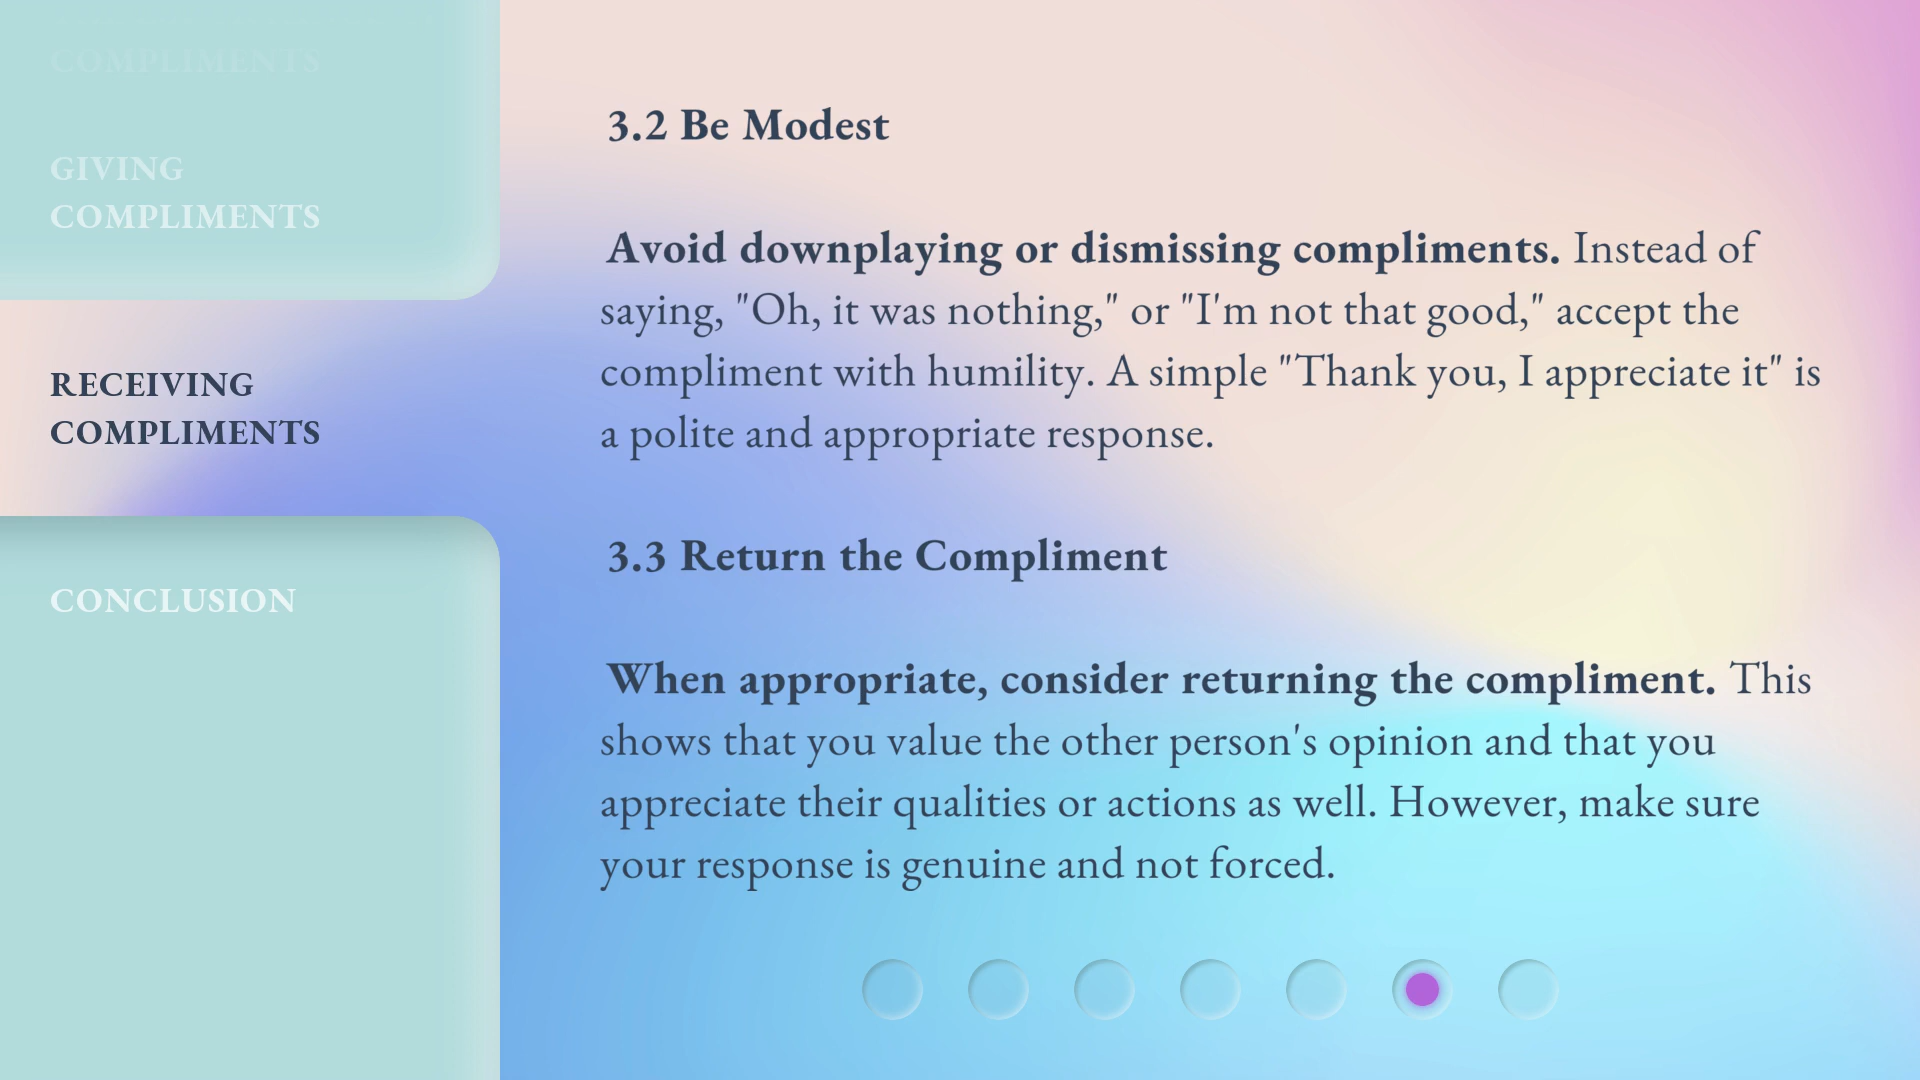 COMPLIMENTS
GIVING
COMPLIMENTS
RECEIVING
COMPLIMENTS
CONCLUSION
3.2 Be Modest
Avoid downplaying or dismissing compliments. Instead of
saying, "Oh, it was nothing," or "I'm not that good," accept the
compliment with humility. A simple "Thank you, I appreciate it" is
a polite and appropriate response.
3.3 Return the Compliment
When appropriate, consider returning the compliment. This
shows that you value the other person's opinion and that you
appreciate their qualities or actions as well. However, make sure
your response is genuine and not forced.